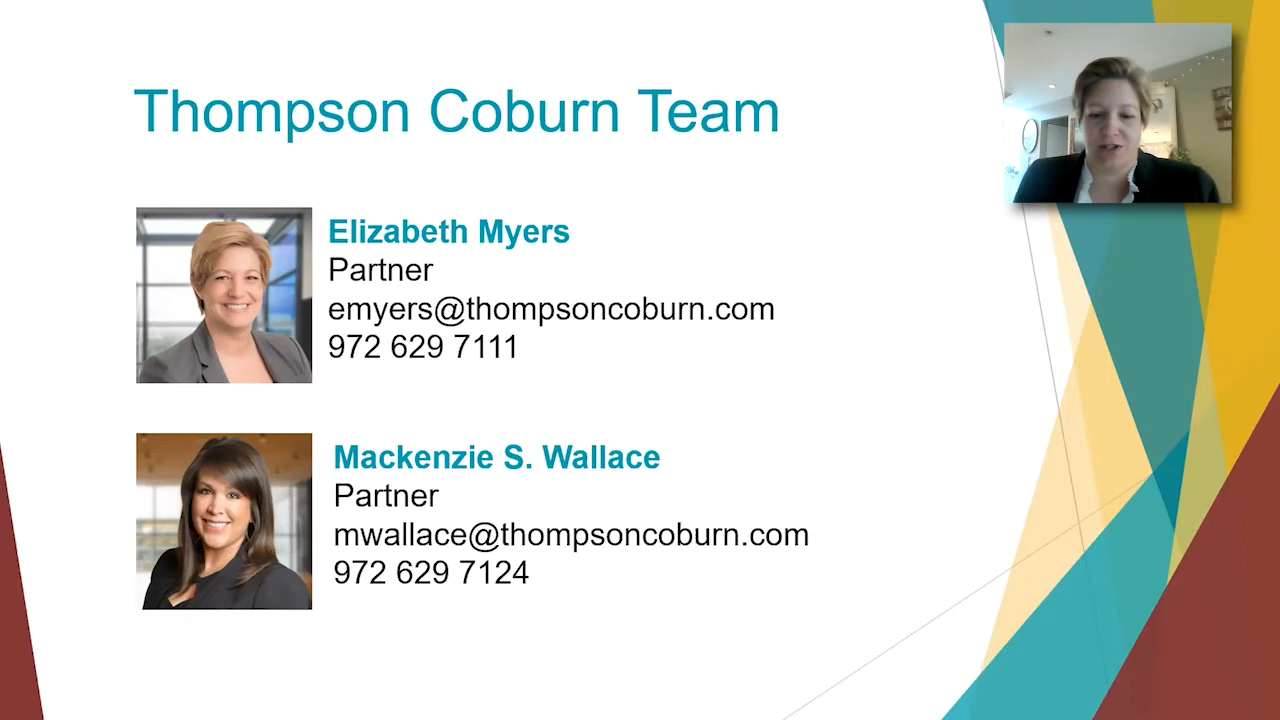 Thompson Coburn Team
Elizabeth Myers
Partner
emyers@thompsoncoburn.com
972 629 7111
Mackenzie S. Wallace
Partner
mwallace@thompsoncoburn.com
972 629 7124